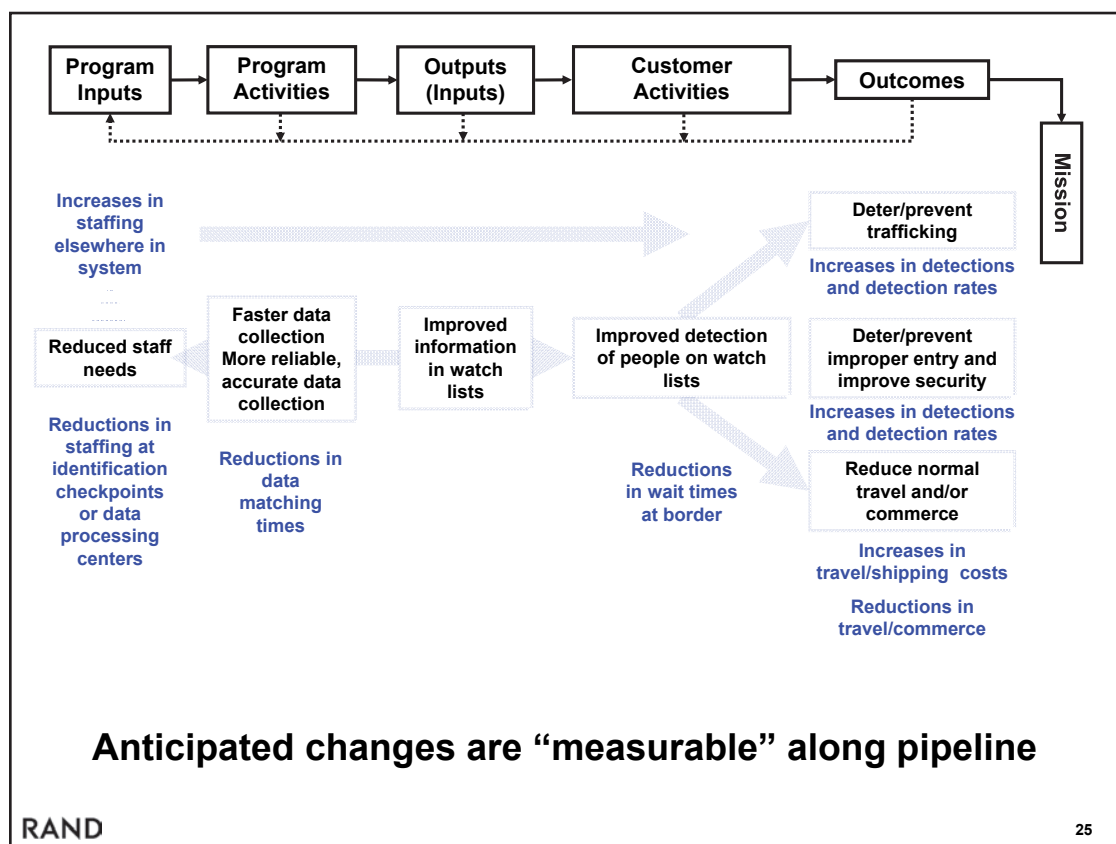 Program
Inputs
Program
Activities
Outputs
(Inputs)
Customer
Activities
Outcomes
Mission
Increases in
staffing
elsewhere in
system
Reduced staff
needs
Reductions in
staffing at
identification
checkpoints
or data
processing
centers
Faster data
collection
More reliable,
accurate data
collection
Reductions in
data
matching
times
Improved
information
in watch
lists
Improved detection
of people on watch
lists
Reductions
in wait times
at border
Deter/prevent
trafficking
Increases in detections
and detection rates
Deter/prevent
improper entry and
improve security
Increases in detections
and detection rates
Reduce normal
travel and/or
commerce
Increases in
travel/shipping costs
Reductions in
travel/commerce
Anticipated changes are “measurable” along pipeline
RAND
25